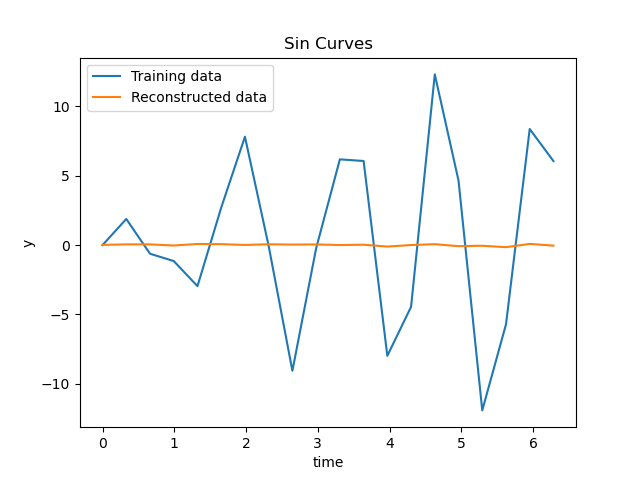 Sin Curves
Training data
Reconstructed data
10
5
0
−5
−10
y
0 1 2 3 4 5 6
time